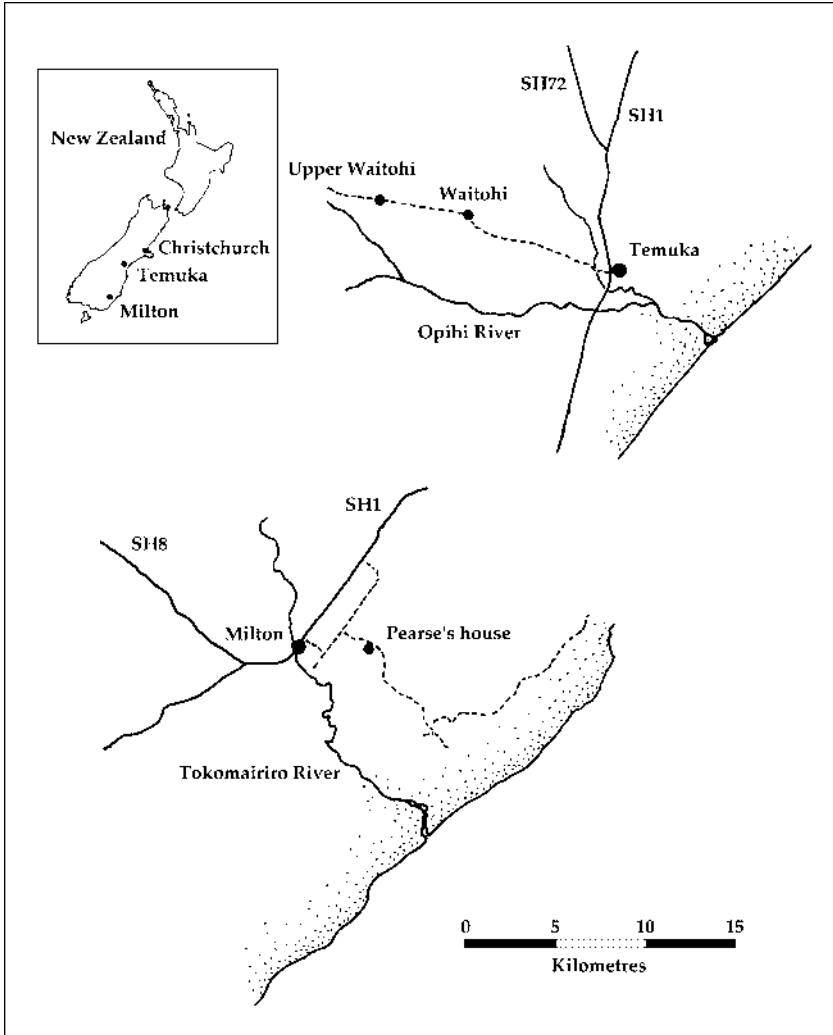 New Zealand
Christchurch
Temuka
Milton
SH72
SH1
Upper Waitohi
Waitohi
Temuka
Opihi River
SH1
SH8
Milton
Pearse's house
Tokomairiro River
0 5 10 15
Kilometres